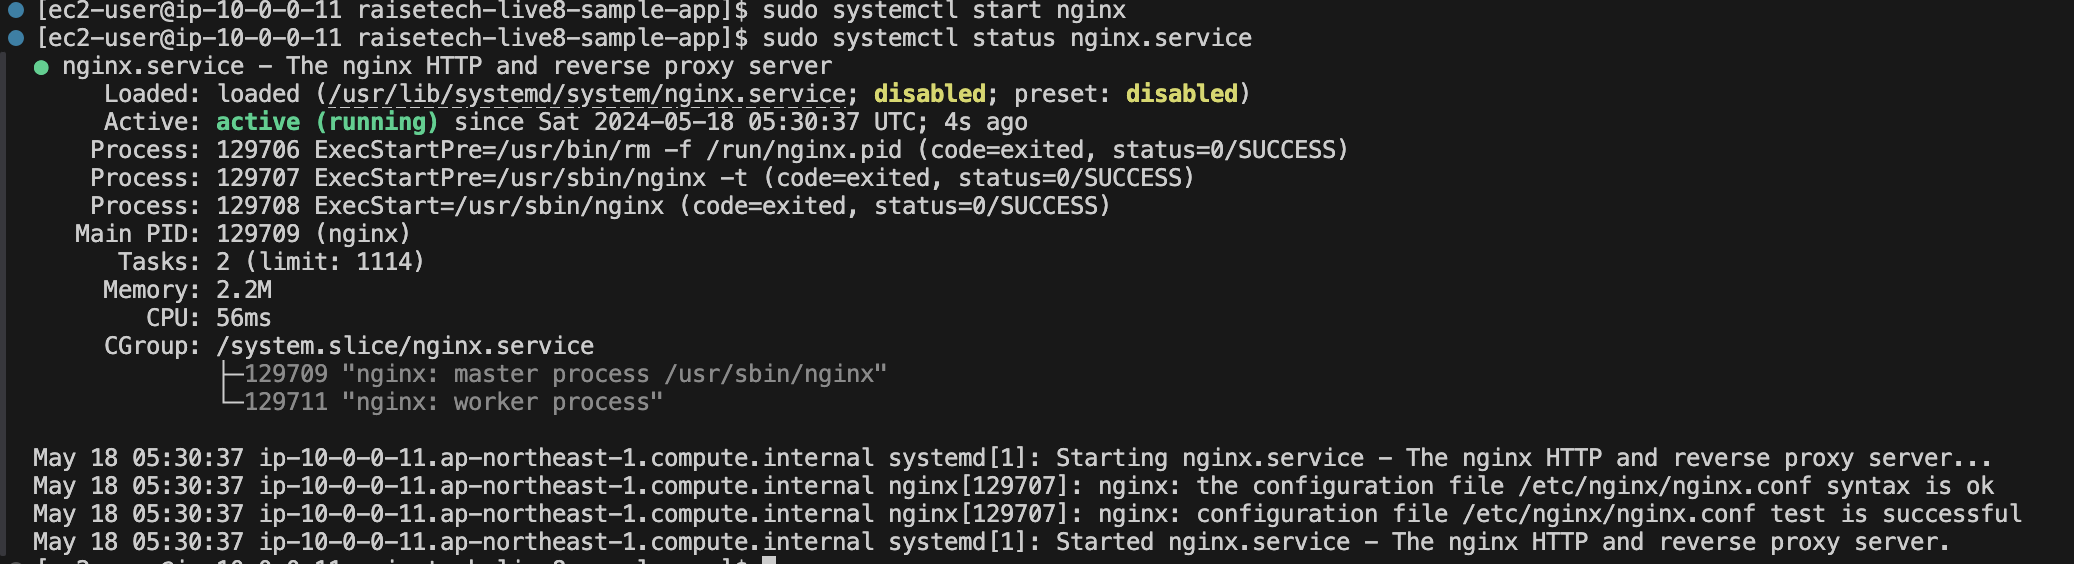 [ec2-user@ip-10-0-0-11 raisetech-live8-sample-app]$ sudo systemctl start nginx
[ec2-user@ip-10-0-0-11 raisetech-live8-sample-app]$ sudo systemctl status nginx.service
● nginx.service - The nginx HTTP and reverse proxy server
Loaded: loaded (/usr/lib/systemd/system/nginx.service; disabled; preset: disabled)
Active: active (running) since Sat 2024-05-18 05:30:37 UTC; 4s ago
Process: 129706 ExecStartPre=/usr/bin/rm -f /run/nginx.pid (code=exited, status=0/SUCCESS)
Process: 129707 ExecStartPre=/usr/sbin/nginx -t (code=exited, status=0/SUCCESS)
Process: 129708 ExecStart=/usr/sbin/nginx (code=exited, status=0/SUCCESS)
Main PID: 129709 (nginx)
Tasks: 2 (limit: 1114)
Memory: 2.2M
CPU: 56ms
CGroup: /system.slice/nginx.service
├─129709 "nginx: master process /usr/sbin/nginx"
└─129711 "nginx: worker process"
May 18 05:30:37 ip-10-0-0-11.ap-northeast-1.compute.internal systemd[1]: Starting nginx.service - The nginx HTTP and reverse proxy server...
May 18 05:30:37 ip-10-0-0-11.ap-northeast-1.compute.internal nginx[129707]: nginx: the configuration file /etc/nginx/nginx.conf syntax is ok
May 18 05:30:37 ip-10-0-0-11.ap-northeast-1.compute.internal nginx[129707]: nginx: configuration file /etc/nginx/nginx.conf test is successful
May 18 05:30:37 ip-10-0-0-11.ap-northeast-1.compute.internal systemd[1]: Started nginx.service - The nginx HTTP and reverse proxy server.